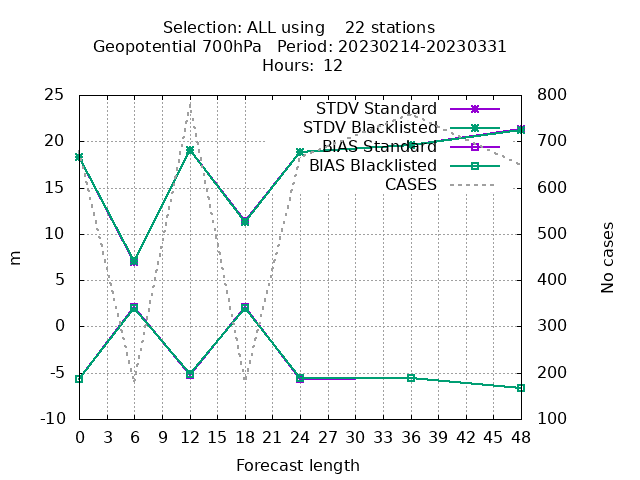 Selection: ALL using 22 stations
Geopotential 700hPa Period: 20230214-20230331
Hours: 12
STDV Standard
STDV Blacklisted
BIAS Standard
BIAS Blacklisted
CASES
25
20
15
10
5
0
-5
-10
m
800
700
600
500
400
300
200
100
No cases
0 3 6 9 12 15 18 21 24 27 30 33 36 39 42 45 48
Forecast length